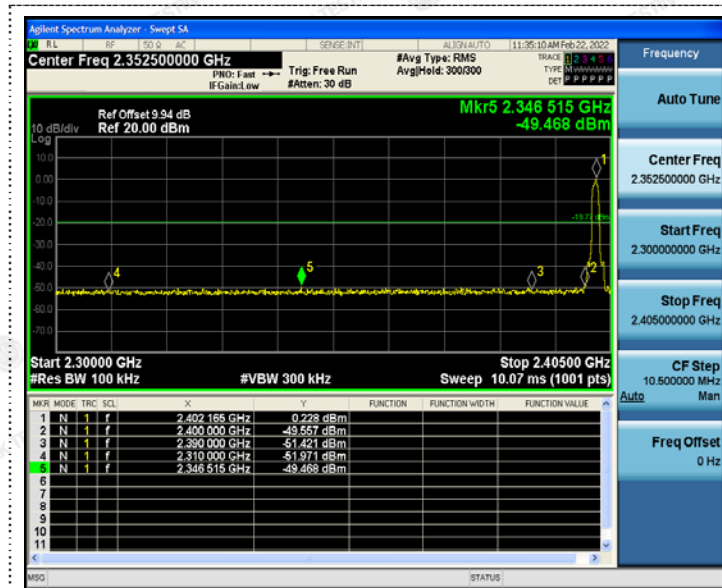 Agilent Spectrum Analyzer - Swept SA
RL RF 50 Ω AC SENSE:INT ALIGNAUTO 11:35:10 AM Feb 22, 2022
Center Freq 2.352500000 GHz
PNO: Fast
IFGain:Low
Trig: Free Run
#Atten: 30 dB
#Avg Type: RMS
Avg|Hold: 300/300
TRACE 1 2 3 4 5 6
TYPE M
DET P P P P P P
Mkr5 2.346 515 GHz
-49.468 dBm
Ref Offset 9.94 dB
10 dB/div Ref 20.00 dBm
Log
10.0
0.00
-10.0
-20.0
-30.0
-40.0
-50.0
-60.0
-70.0
1
2
3
4
5
Start 2.30000 GHz Stop 2.40500 GHz
#Res BW 100 kHz #VBW 300 kHz Sweep 10.07 ms (1001 pts)
MKR MODE TRC SCL X Y FUNCTION FUNCTION WIDTH FUNCTION VALUE
1 N 1 f 2.402 165 GHz 0.228 dBm
2 N 1 f 2.400 000 GHz -49.557 dBm
3 N 1 f 2.390 000 GHz -51.421 dBm
4 N 1 f 2.310 000 GHz -51.971 dBm
5 N 1 f 2.346 515 GHz -49.468 dBm
6
7
8
9
10
11
MSG STATUS
Frequency
Auto Tune
Center Freq
2.352500000 GHz
Start Freq
2.300000000 GHz
Stop Freq
2.405000000 GHz
CF Step
10.500000 MHz
Auto Man
Freq Offset
0 Hz